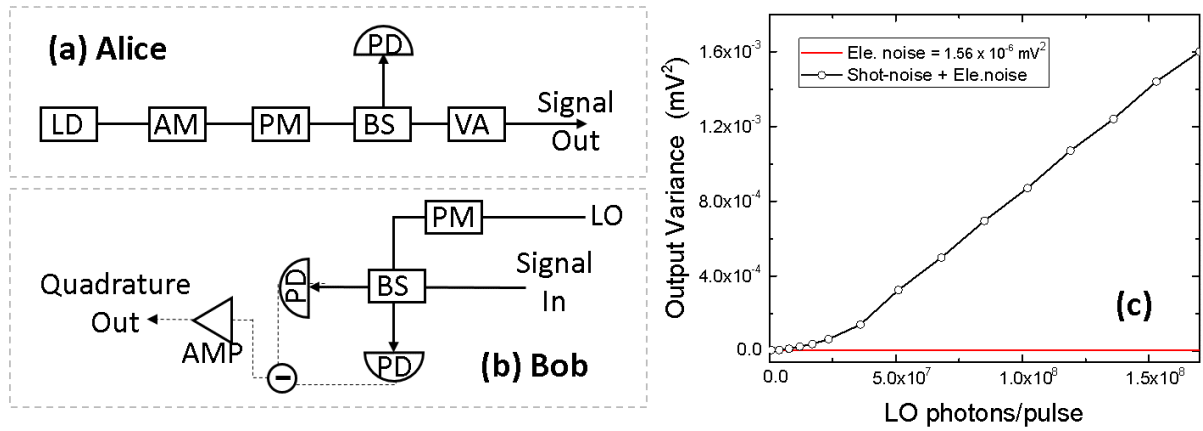 (a) Alice
PD
LD
AM
PM
BS
VA
Signal
Out
PM
LO
PD
BS
Signal
In
Quadrature
Out
AMP
−
PD
(b) Bob
Output Variance (mV²)
1.6x10⁻³
1.2x10⁻³
8.0x10⁻⁴
4.0x10⁻⁴
0.0
Ele. noise = 1.56 x 10⁻⁶ mV²
Shot-noise + Ele.noise
(c)
0.0
5.0x10⁷
1.0x10⁸
1.5x10⁸
LO photons/pulse